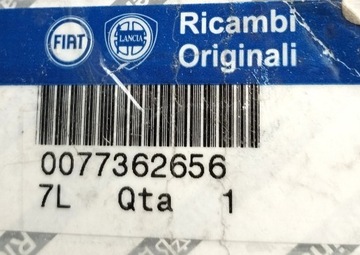 FIAT
LANCIA
Ricambi
Originali
0077362656
7L Qta 1